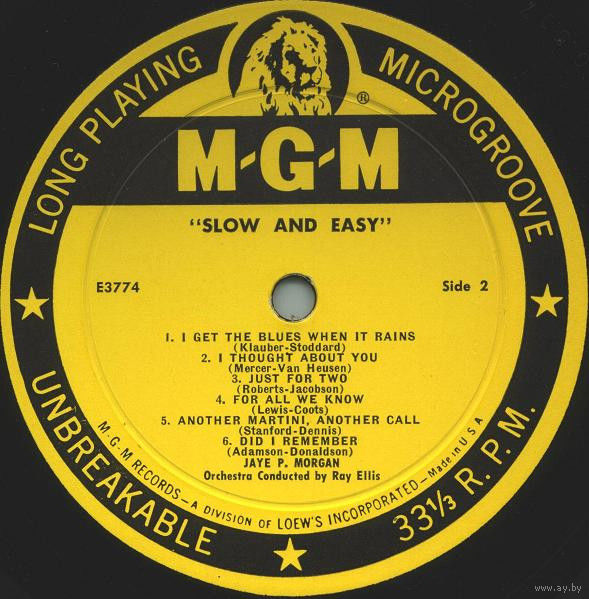 LONG PLAYING
MICROGROOVE
®
M-G-M
"SLOW AND EASY"
E3774
Side 2
1. I GET THE BLUES WHEN IT RAINS
(Klauber-Stoddard)
2. I THOUGHT ABOUT YOU
(Mercer-Van Heusen)
3. JUST FOR TWO
(Roberts-Jacobson)
4. FOR ALL WE KNOW
(Lewis-Coots)
5. ANOTHER MARTINI, ANOTHER CALL
(Stanford-Dennis)
6. DID I REMEMBER
(Adamson-Donaldson)
JAYE P. MORGAN
Orchestra Conducted by Ray Ellis
M-G-M RECORDS—A DIVISION OF LOEW'S INCORPORATED—Made in U S A
UNBREAKABLE
33⅓ R.P.M.
www.ay.by